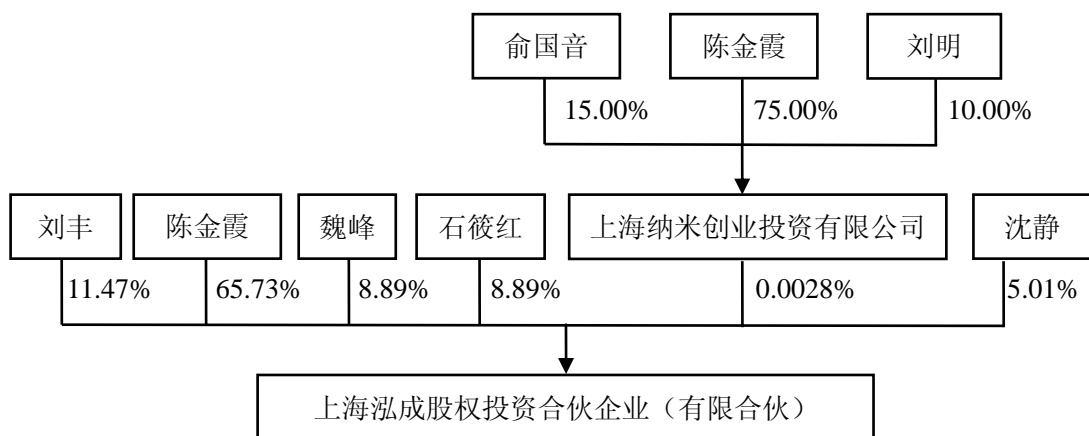 俞国音 陈金霞 刘明
15.00% 75.00% 10.00%
刘丰 陈金霞 魏峰 石筱红 上海纳米创业投资有限公司 沈静
11.47% 65.73% 8.89% 8.89% 0.0028% 5.01%
上海泓成股权投资合伙企业（有限合伙）